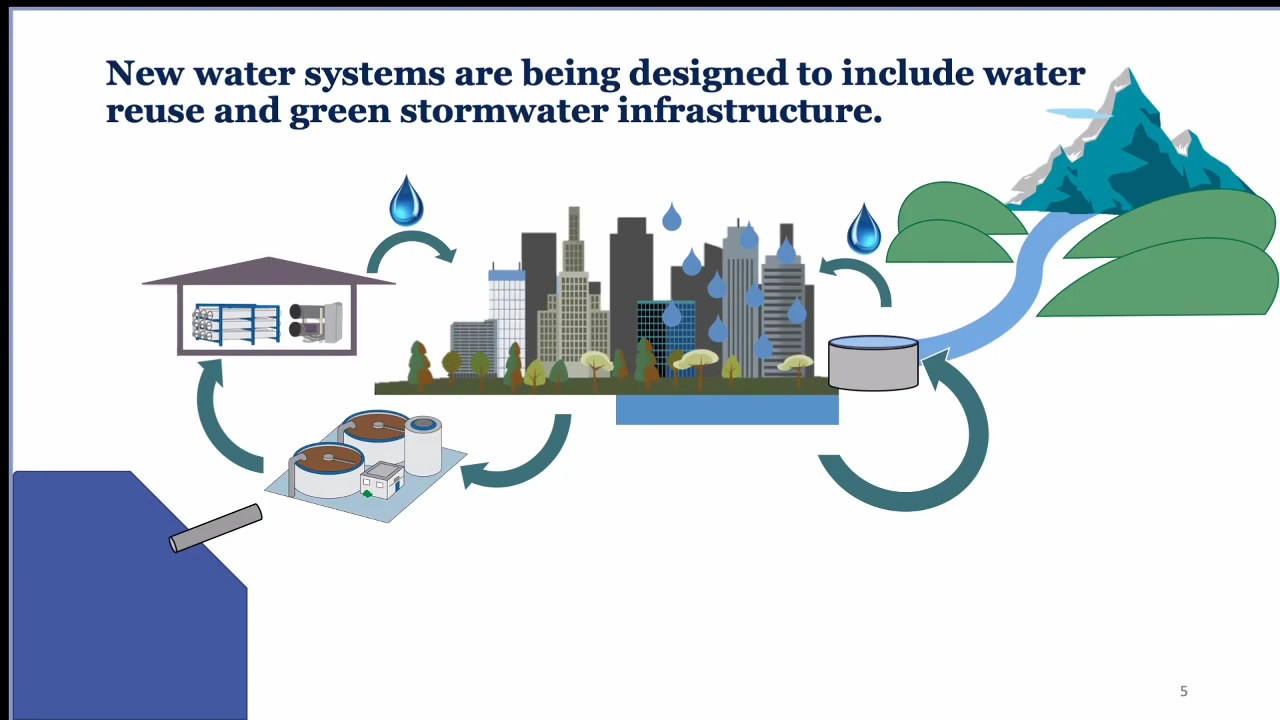 New water systems are being designed to include water
reuse and green stormwater infrastructure.
5